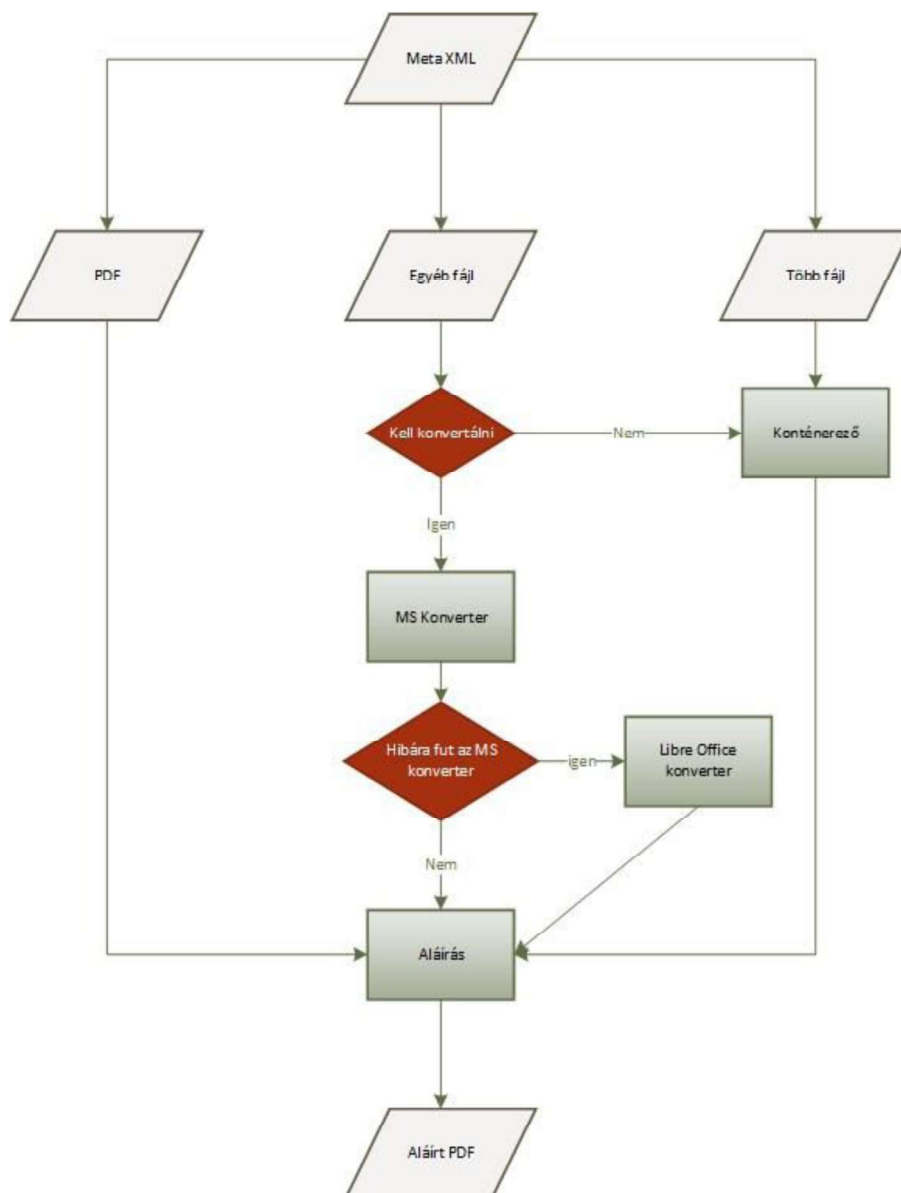 Meta XML
PDF
Egyéb fájl
Több fájl
Kell konvertálni
Nem
Konténerező
Igen
MS Konverter
Hibára fut az MS
konverter
igen
Libre Office
konverter
Nem
Aláírás
Aláírt PDF